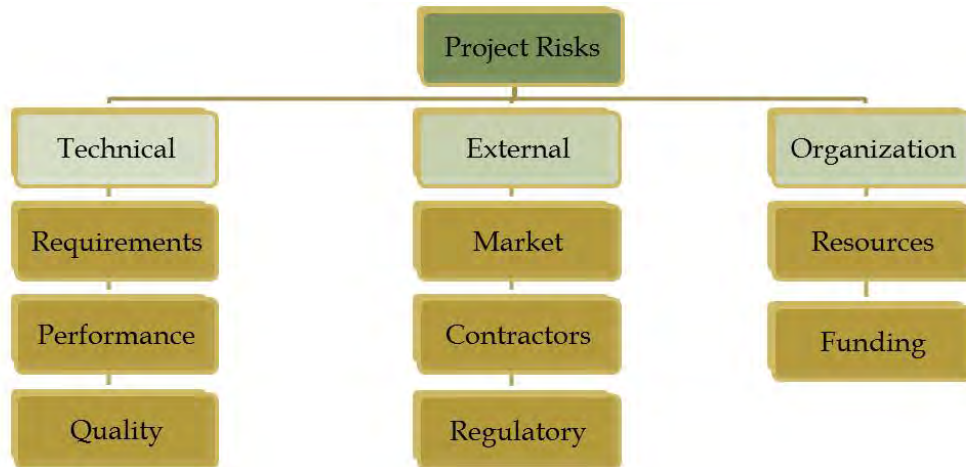 Project Risks
Technical
External
Organization
Requirements
Market
Resources
Performance
Contractors
Funding
Quality
Regulatory